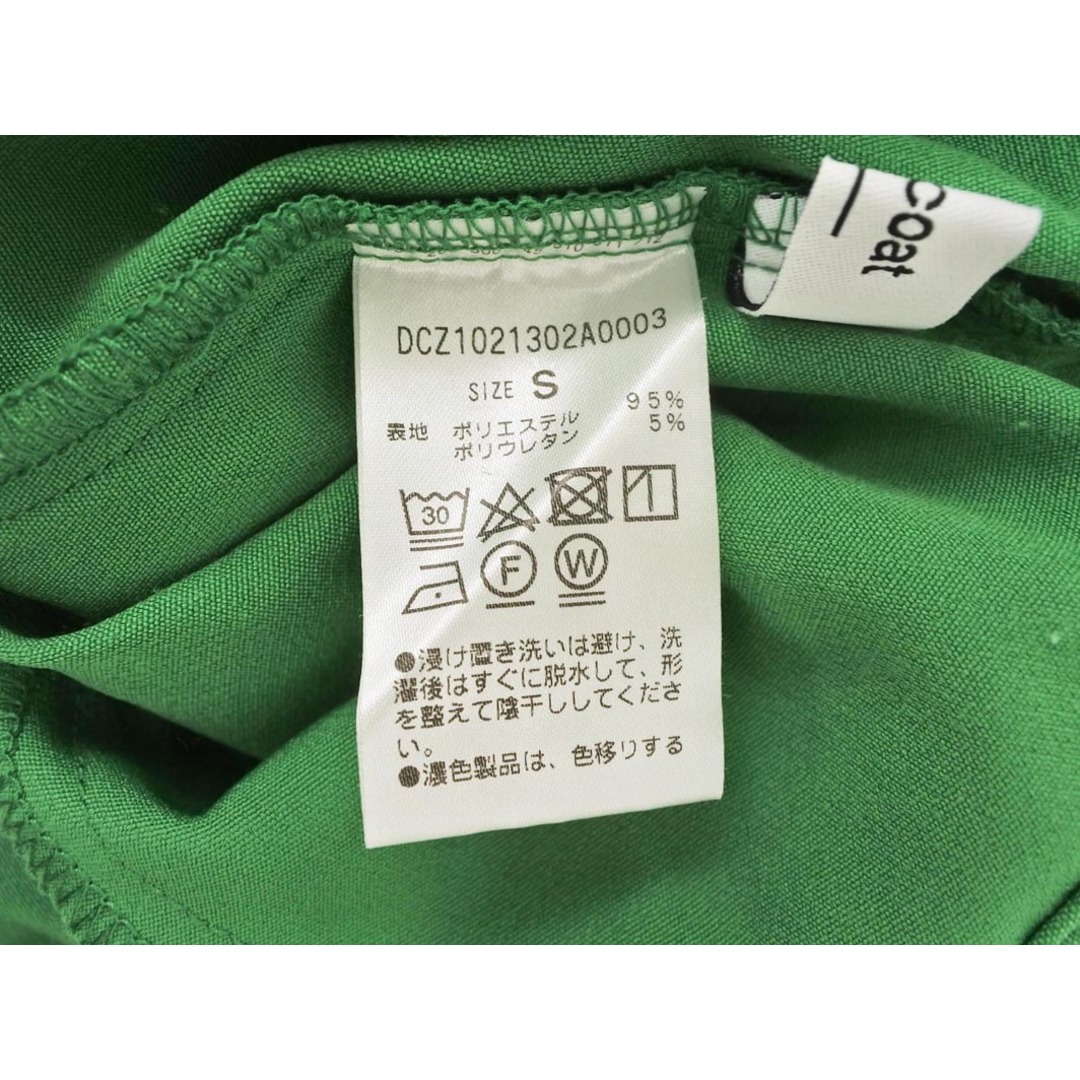 DCZ1021302A0003
SIZE S
表地 ポリエステル 95%
ポリウレタン 5%
30
F W
●浸け置き洗いは避け、洗
濯後はすぐに脱水して、形
を整えて陰干ししてくださ
い。
●濃色製品は、色移りする
coat